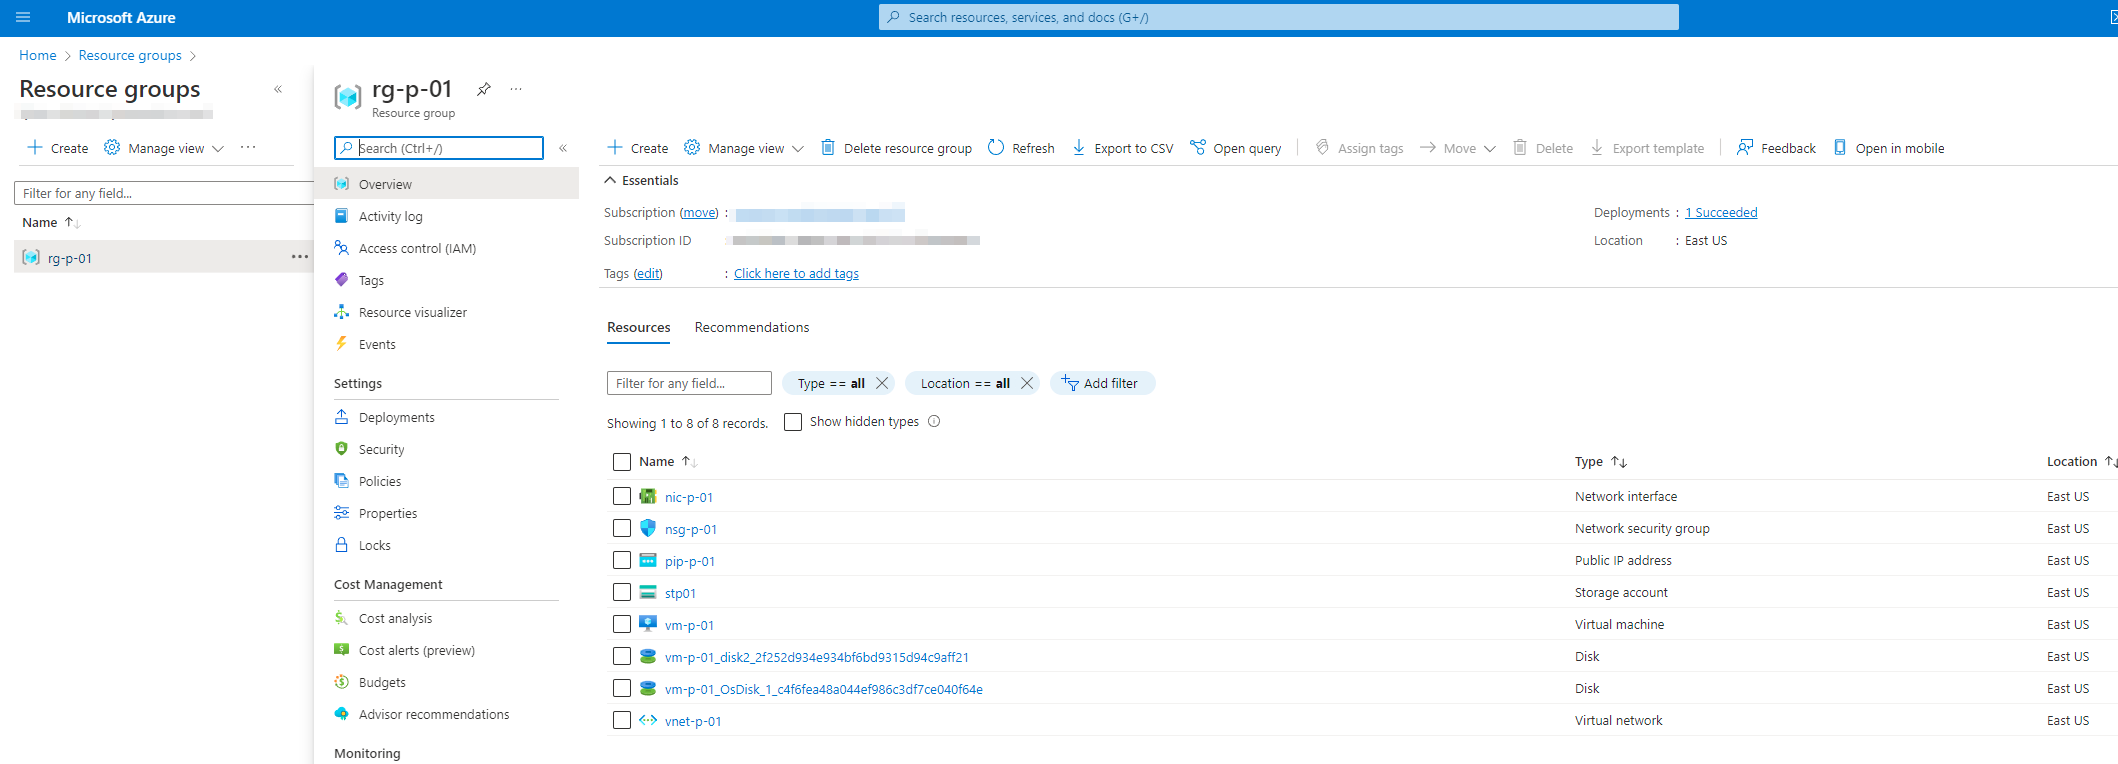 Microsoft Azure
Search resources, services, and docs (G+/)
Home > Resource groups >
Resource groups
Create
Manage view
Filter for any field...
Name
rg-p-01
rg-p-01
Resource group
Search (Ctrl+/)
Overview
Activity log
Access control (IAM)
Tags
Resource visualizer
Events
Settings
Deployments
Security
Policies
Properties
Locks
Cost Management
Cost analysis
Cost alerts (preview)
Budgets
Advisor recommendations
Monitoring
Create Manage view Delete resource group Refresh Export to CSV Open query Assign tags Move Delete Export template Feedback Open in mobile
Essentials
Subscription (move) :
Subscription ID :
Tags (edit) : Click here to add tags
Deployments : 1 Succeeded
Location : East US
Resources Recommendations
Filter for any field... Type == all Location == all Add filter
Showing 1 to 8 of 8 records. Show hidden types
Name Type Location
nic-p-01 Network interface East US
nsg-p-01 Network security group East US
pip-p-01 Public IP address East US
stp01 Storage account East US
vm-p-01 Virtual machine East US
vm-p-01_disk2_2f252d934e934bf6bd9315d94c9aff21 Disk East US
vm-p-01_OsDisk_1_c4f6fea48a044ef986c3df7ce040f64e Disk East US
vnet-p-01 Virtual network East US